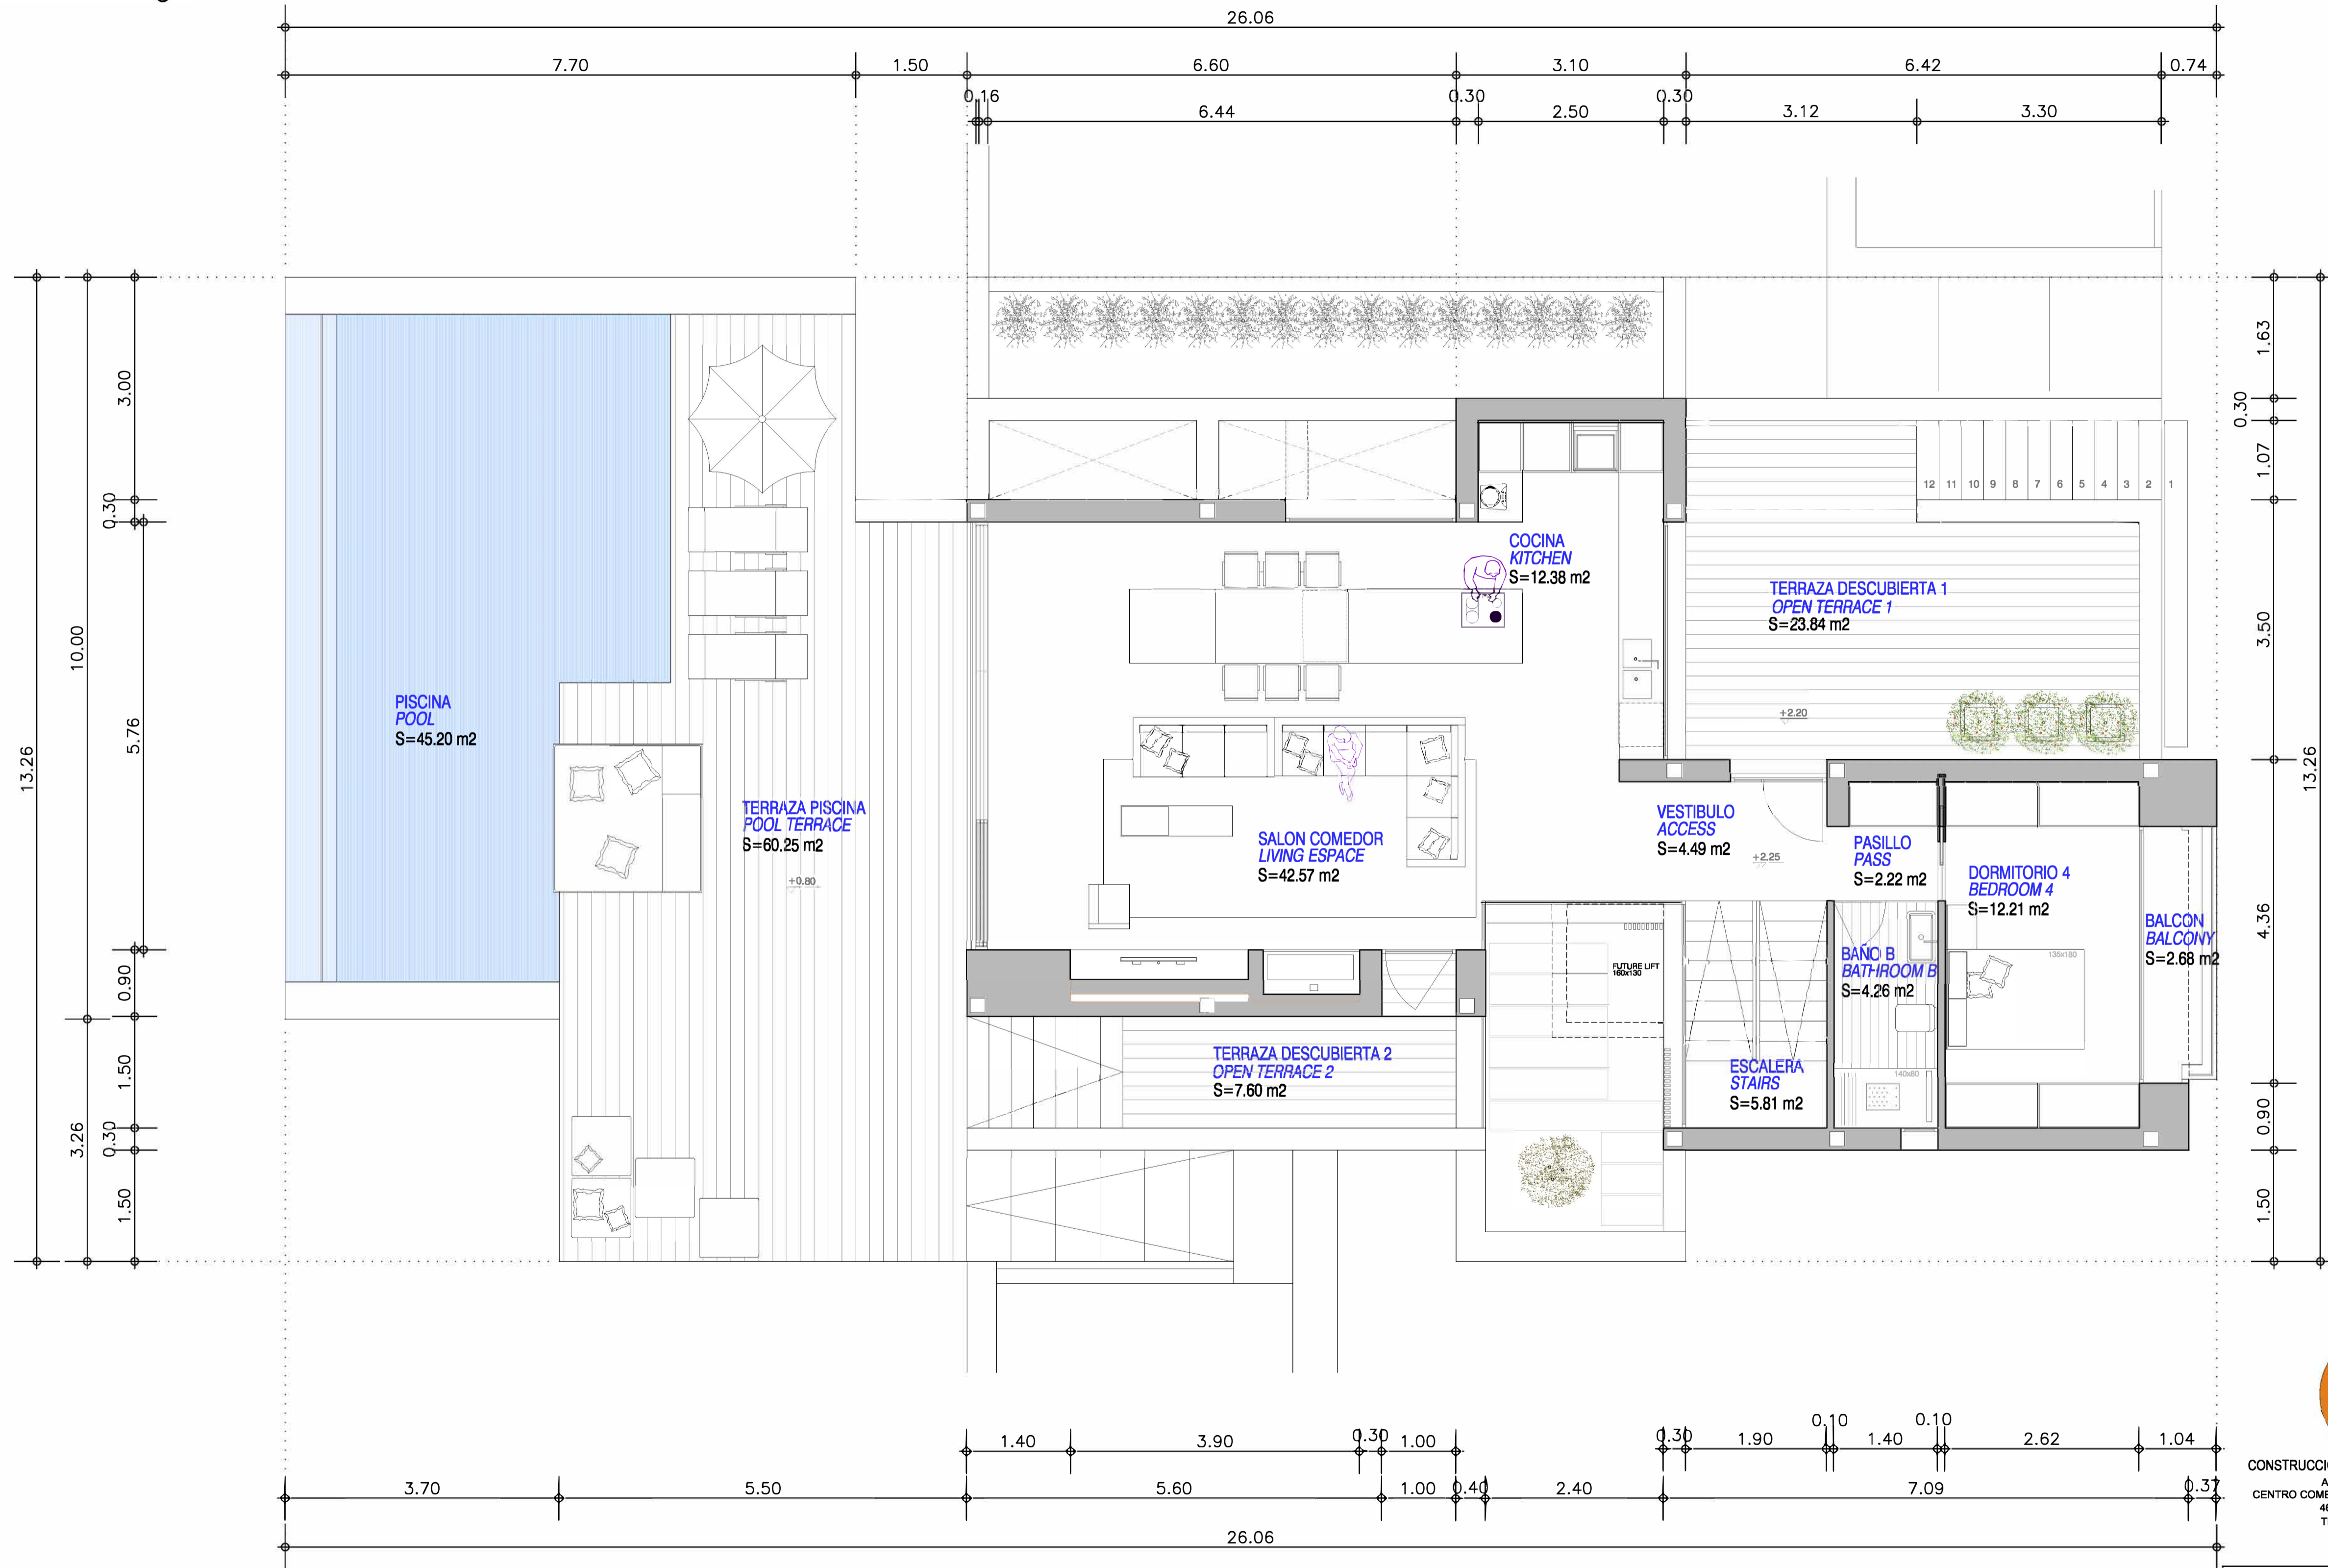 26.06
7.70
1.50
6.60
3.10
6.42
0.74
0.16
6.44
0.30
2.50
0.30
3.12
3.30
13.26
10.00
3.26
3.00
0.30
5.76
0.90
1.50
0.30
1.50
1.63
0.30
1.07
3.50
4.36
0.90
1.50
13.26
12 11 10 9 8 7 6 5 4 3 2 1
COCINA
KITCHEN
S=12.38 m2
TERRAZA DESCUBIERTA 1
OPEN TERRACE 1
S=23.84 m2
+2.20
PISCINA
POOL
S=45.20 m2
TERRAZA PISCINA
POOL TERRACE
S=60.25 m2
+0.80
SALON COMEDOR
LIVING ESPACE
S=42.57 m2
VESTIBULO
ACCESS
S=4.49 m2
+2.25
PASILLO
PASS
S=2.22 m2
DORMITORIO 4
BEDROOM 4
S=12.21 m2
135x180
BALCON
BALCONY
S=2.68 m2
BAÑO B
BATHROOM B
S=4.26 m2
140x80
FUTURE LIFT
160x130
TERRAZA DESCUBIERTA 2
OPEN TERRACE 2
S=7.60 m2
ESCALERA
STAIRS
S=5.81 m2
1.40
3.90
0.30
1.00
0.30
1.90
0.10
1.40
0.10
2.62
1.04
3.70
5.50
5.60
1.00
0.40
2.40
7.09
0.37
26.06
CONSTRUCCI
A
CENTRO COME
46
T